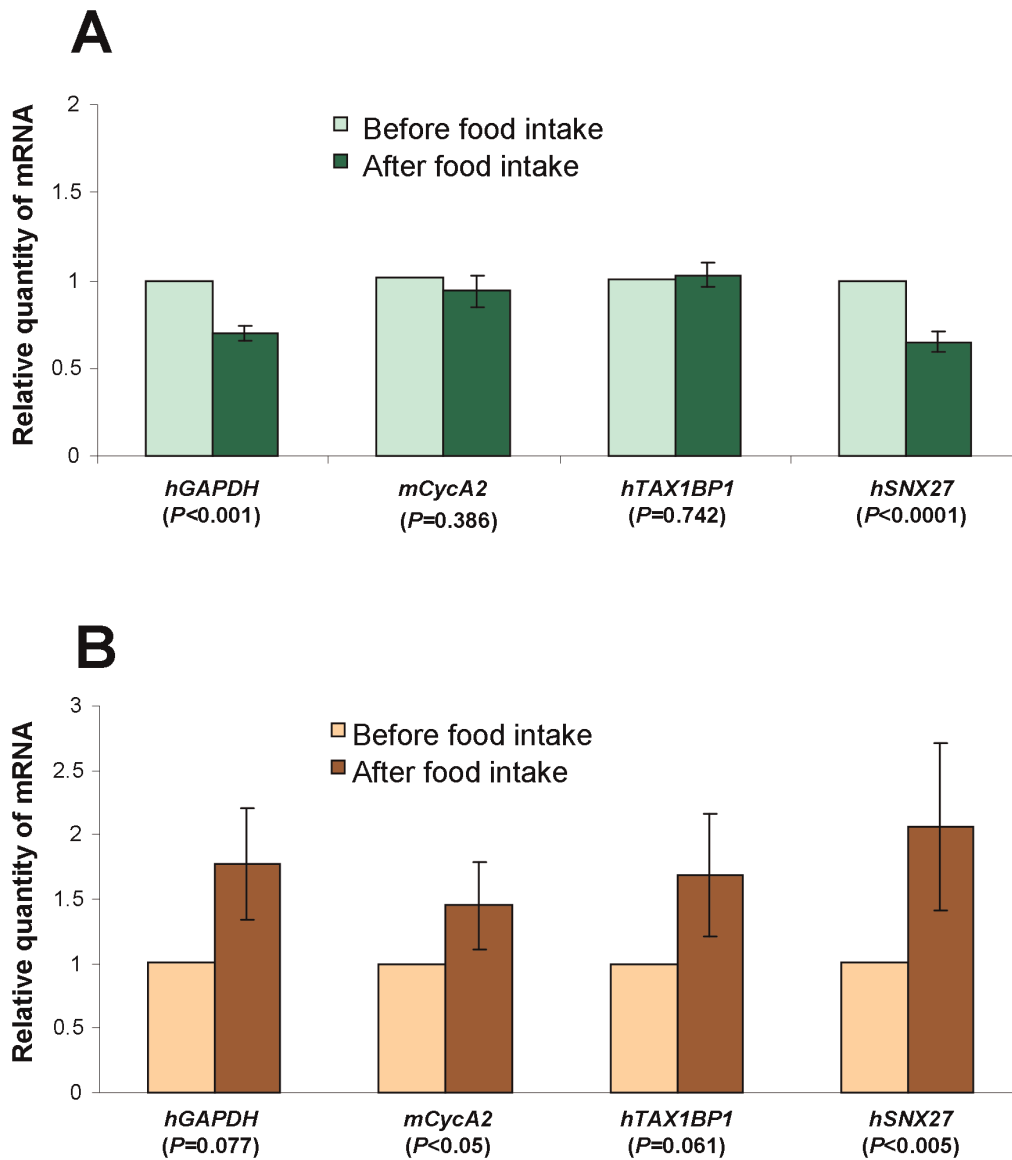 A
Relative quantity of mRNA
2
1.5
1
0.5
0
Before food intake
After food intake
hGAPDH
(P<0.001)
mCycA2
(P=0.386)
hTAX1BP1
(P=0.742)
hSNX27
(P<0.0001)
B
Relative quantity of mRNA
3
2.5
2
1.5
1
0.5
0
Before food intake
After food intake
hGAPDH
(P=0.077)
mCycA2
(P<0.05)
hTAX1BP1
(P=0.061)
hSNX27
(P<0.005)